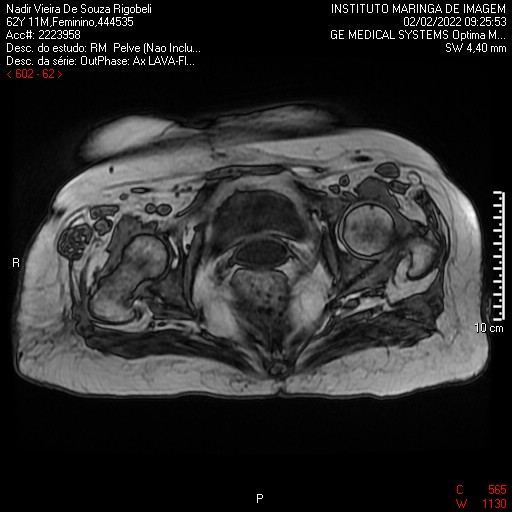 Nadir Vieira De Souza Rigobeli
62Y 11M,Feminino,444535
Acc#: 2223958
Desc. do estudo: RM Pelve (Nao Inclu...
Desc. da série: OutPhase: Ax LAVA-Fl...
< 602 - 62 >
INSTITUTO MARINGA DE IMAGEM
02/02/2022 09:25:53
GE MEDICAL SYSTEMS Optima M...
SW 4,40 mm
R
10 cm
P
C 565
W 1130